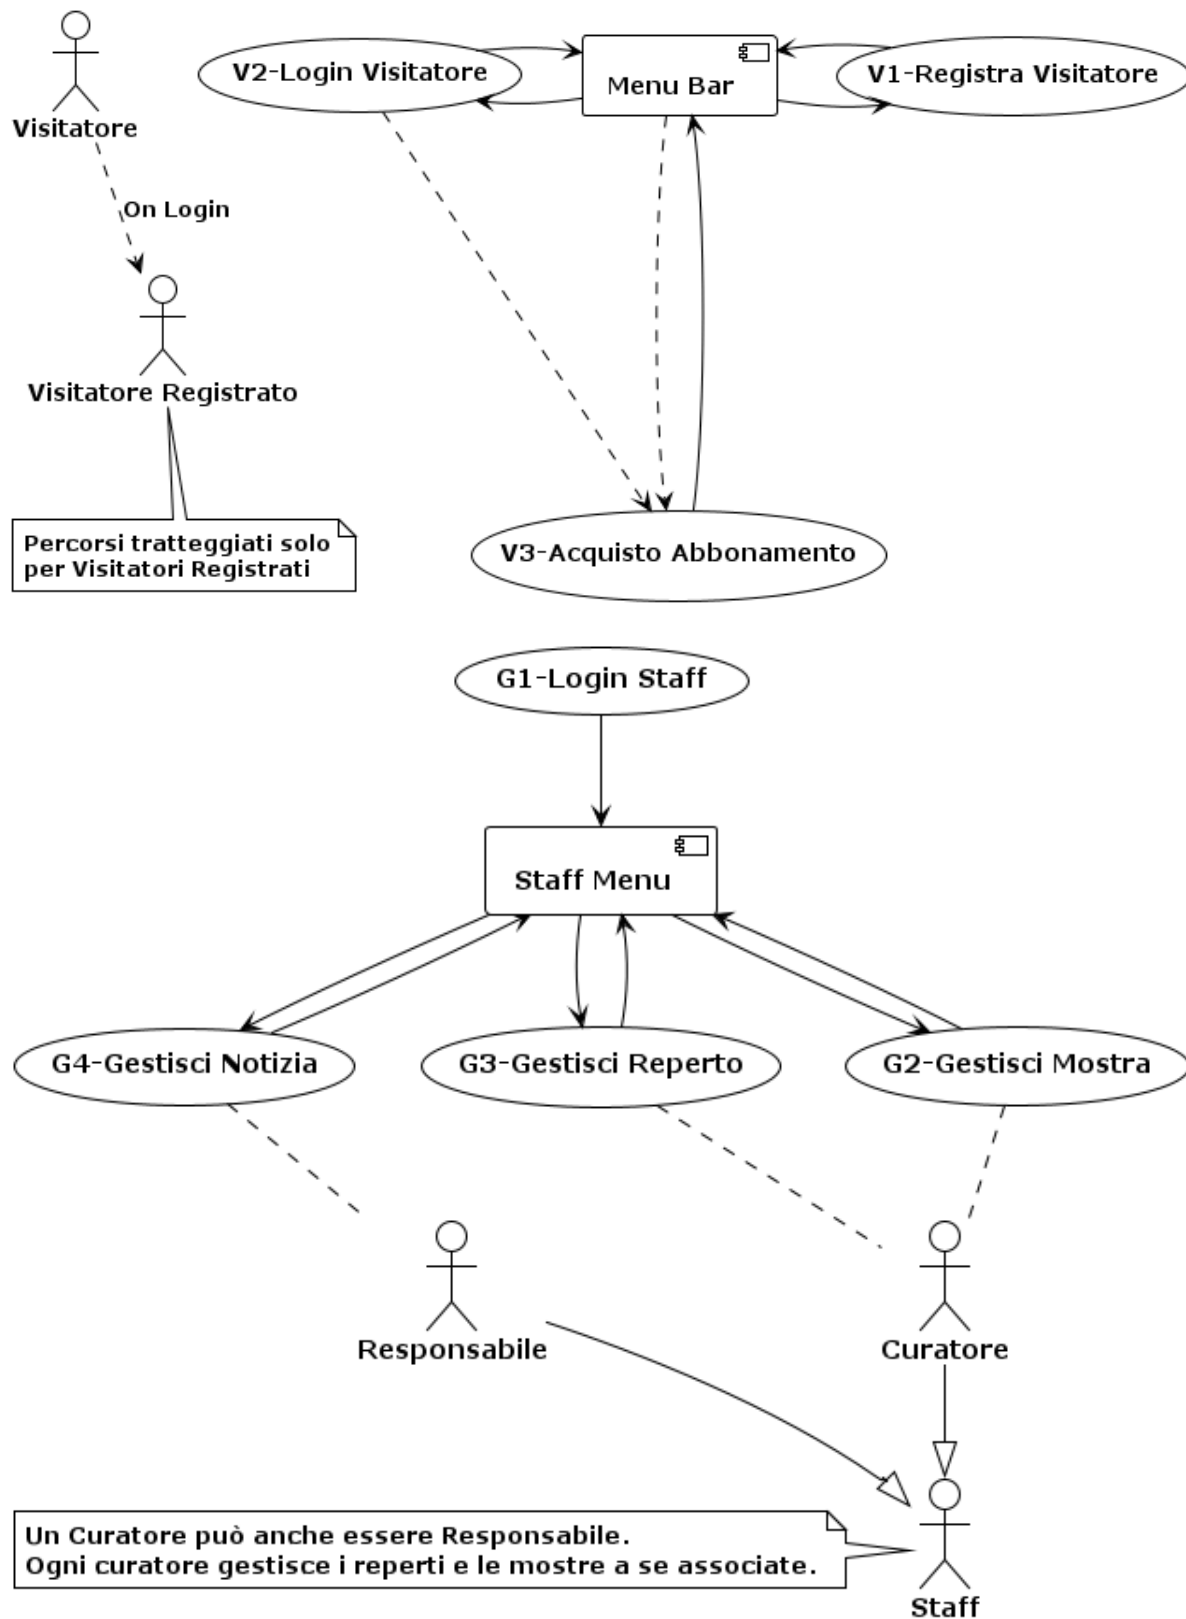 Visitatore
V2-Login Visitatore
Menu Bar
V1-Registra Visitatore
On Login
Visitatore Registrato
Percorsi tratteggiati solo
per Visitatori Registrati
V3-Acquisto Abbonamento
G1-Login Staff
Staff Menu
G4-Gestisci Notizia
G3-Gestisci Reperto
G2-Gestisci Mostra
Responsabile
Curatore
Un Curatore può anche essere Responsabile.
Ogni curatore gestisce i reperti e le mostre a se associate.
Staff